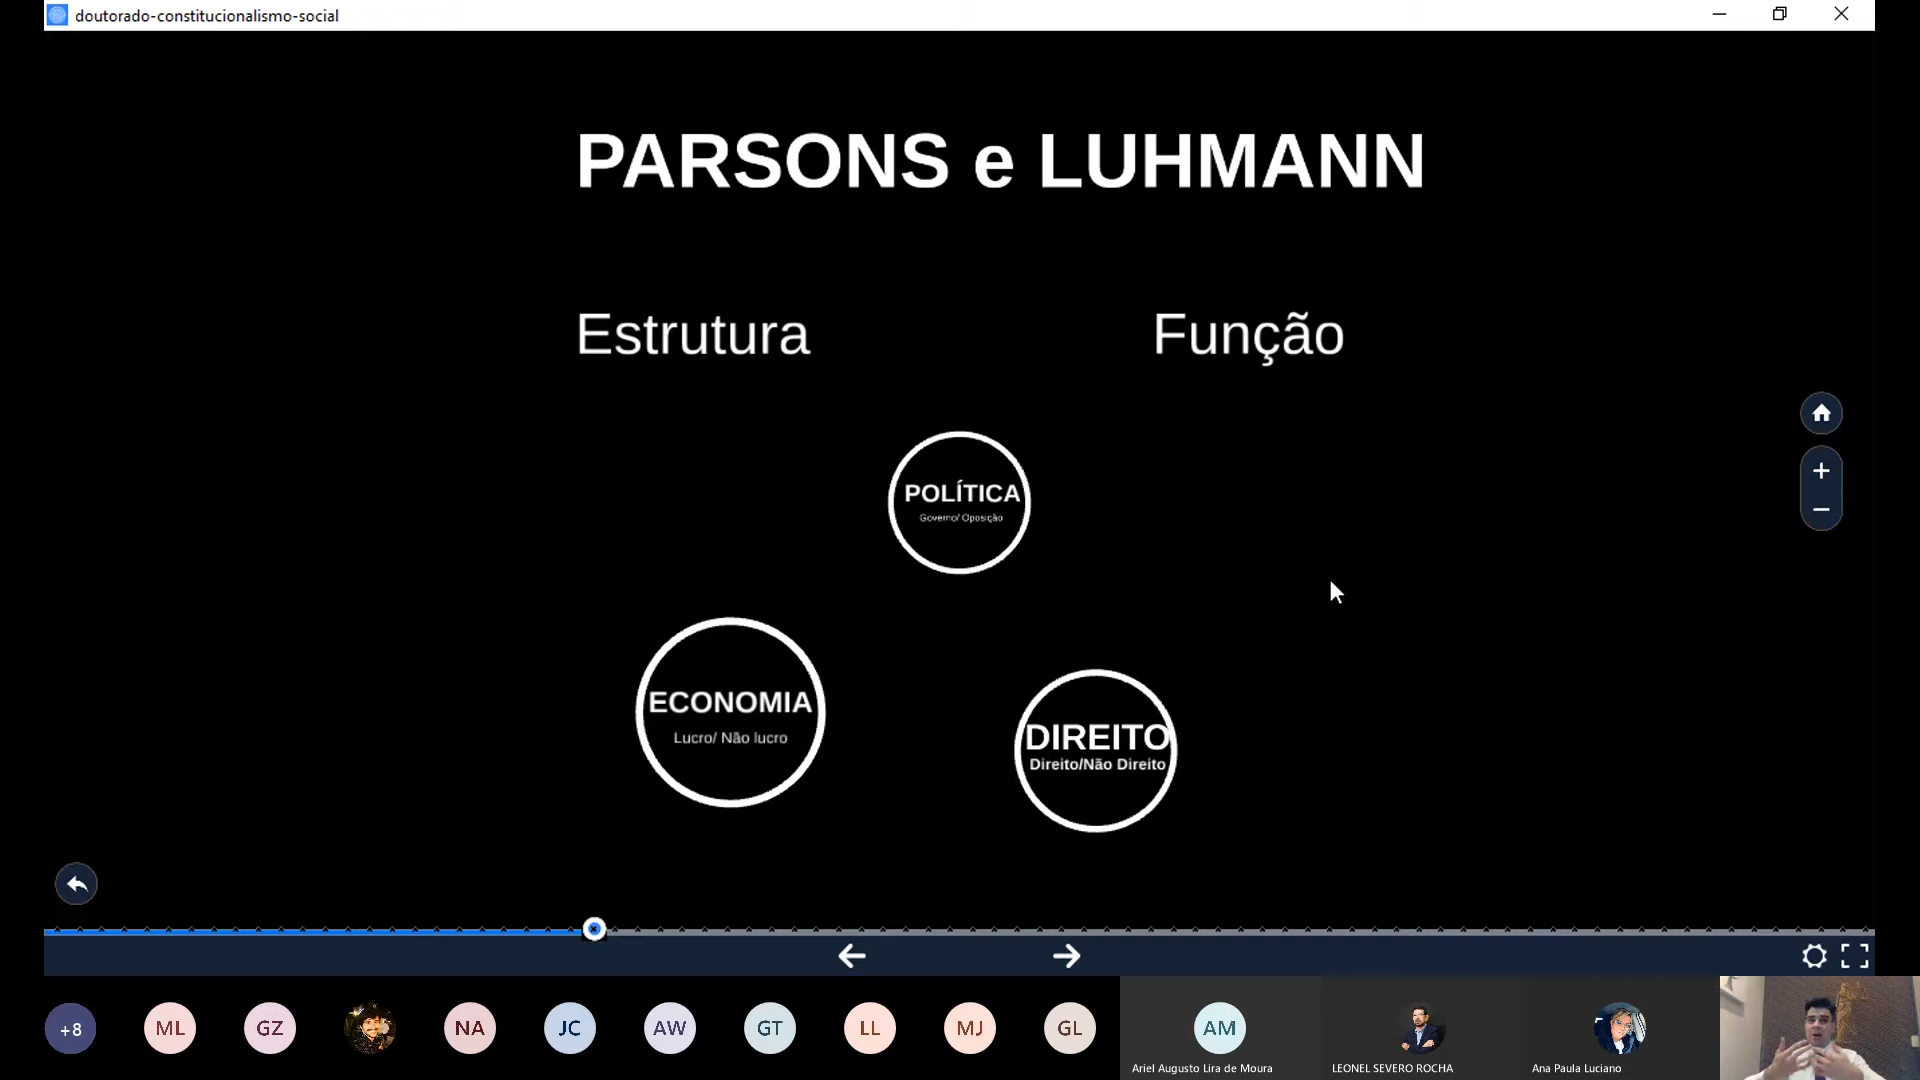 doutorado-constitucionalismo-social
PARSONS e LUHMANN
Estrutura
Função
POLÍTICA
Governo/ Oposição
ECONOMIA
Lucro/ Não lucro
DIREITO
Direito/Não Direito
+8
ML
GZ
NA
JC
AW
GT
LL
MJ
GL
AM
Ariel Augusto Lira de Moura
LEONEL SEVERO ROCHA
Ana Paula Luciano